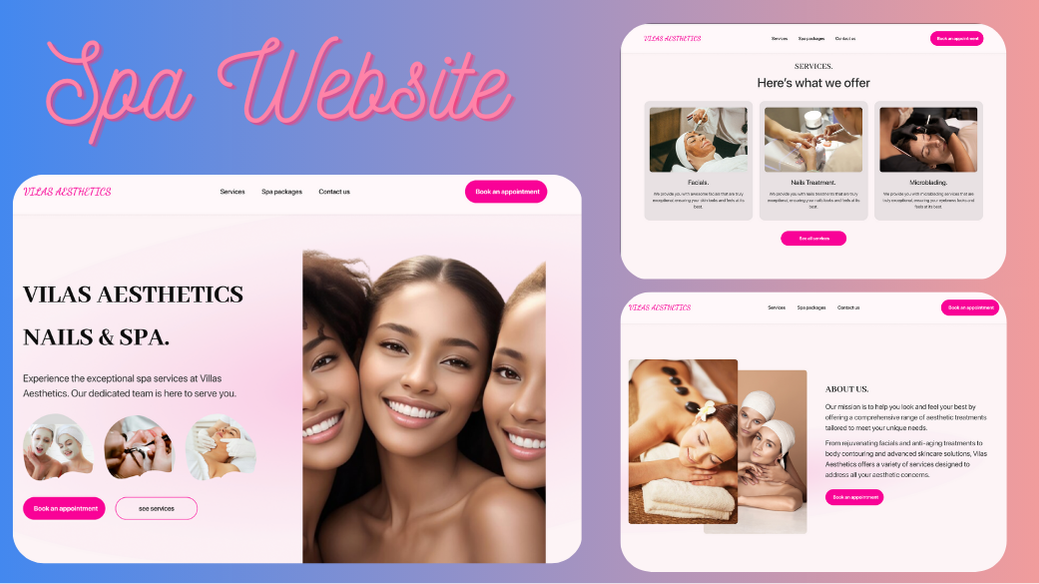 Spa Website
VILAS AESTHETICS
Services
Spa packages
Contact us
Book an appointment
VILAS AESTHETICS
NAILS & SPA.
Experience the exceptional spa services at Villas
Aesthetics. Our dedicated team is here to serve you.
Book an appointment
see services
VILAS AESTHETICS
Services
Spa packages
Contact us
Book an appointment
SERVICES.
Here's what we offer
Facials.
We provide you with awesome facials that are truly
exceptional, ensuring your skin looks and feels at its
best.
Nails Treatment.
We provide you with nails treatment that are truly
exceptional, ensuring your nails looks and feels at its
best.
Microblading.
We provide you with microblading services that are
exceptional, ensuring your eyebrows looks and
feels at its best.
See all services
VILAS AESTHETICS
Services
Spa packages
Contact us
Book an appointment
ABOUT US.
Our mission is to help you look and feel your best by
offering a comprehensive range of aesthetic treatments
tailored to meet your unique needs.
From rejuvenating facials and anti-aging treatments to
body contouring and advanced skincare solutions, Vilas
Aesthetics offers a variety of services designed to
address all your aesthetic concerns.
Book an appointment